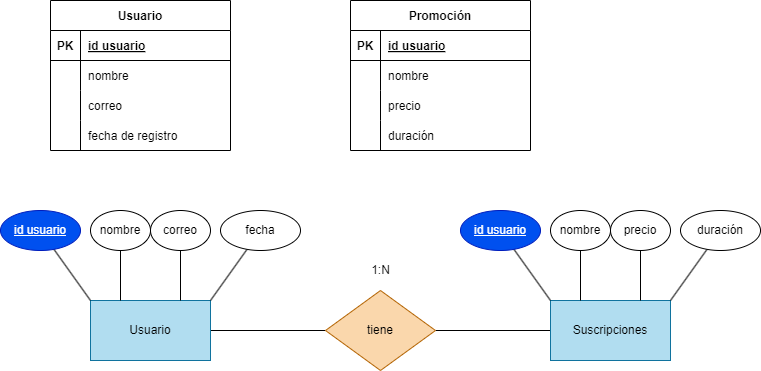 Usuario
PK id usuario
nombre
correo
fecha de registro
Promoción
PK id usuario
nombre
precio
duración
id usuario nombre correo fecha
id usuario nombre precio duración
1:N
Usuario tiene Suscripciones